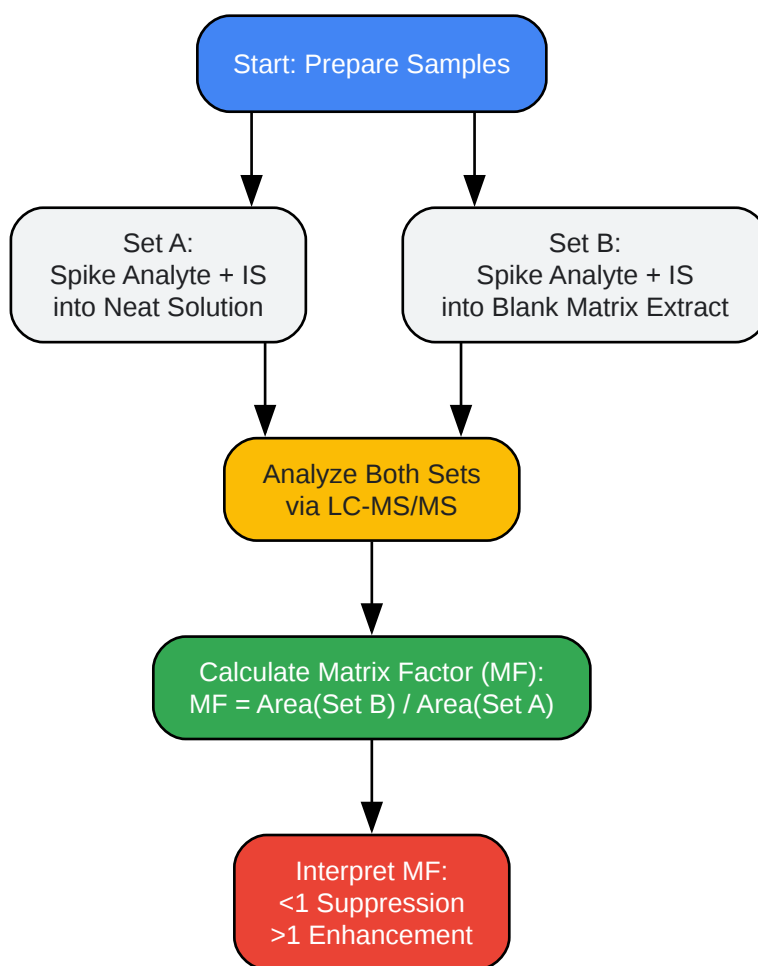 Start: Prepare Samples
Set A:
Spike Analyte + IS
into Neat Solution
Set B:
Spike Analyte + IS
into Blank Matrix Extract
Analyze Both Sets
via LC-MS/MS
Calculate Matrix Factor (MF):
MF = Area(Set B) / Area(Set A)
Interpret MF:
<1 Suppression
>1 Enhancement